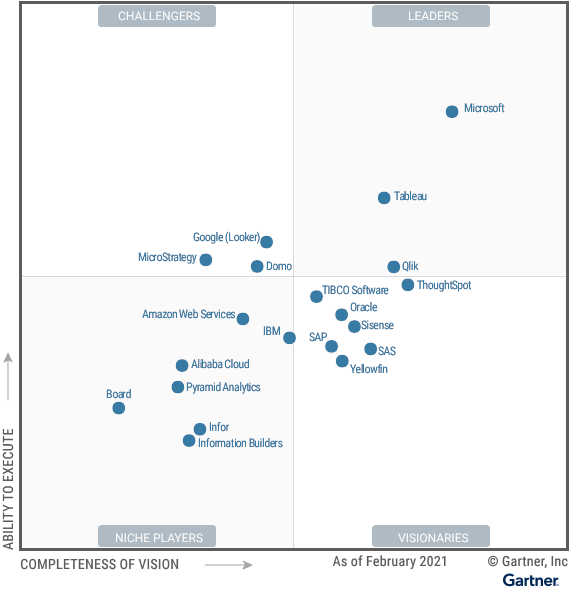 CHALLENGERS
LEADERS
Microsoft
Tableau
Google (Looker)
MicroStrategy
Domo
Qlik
ThoughtSpot
TIBCO Software
Oracle
Amazon Web Services
Sisense
IBM
SAP
SAS
Yellowfin
Alibaba Cloud
Pyramid Analytics
Board
Infor
Information Builders
ABILITY TO EXECUTE
NICHE PLAYERS
VISIONARIES
COMPLETENESS OF VISION
As of February 2021
© Gartner, Inc
Gartner